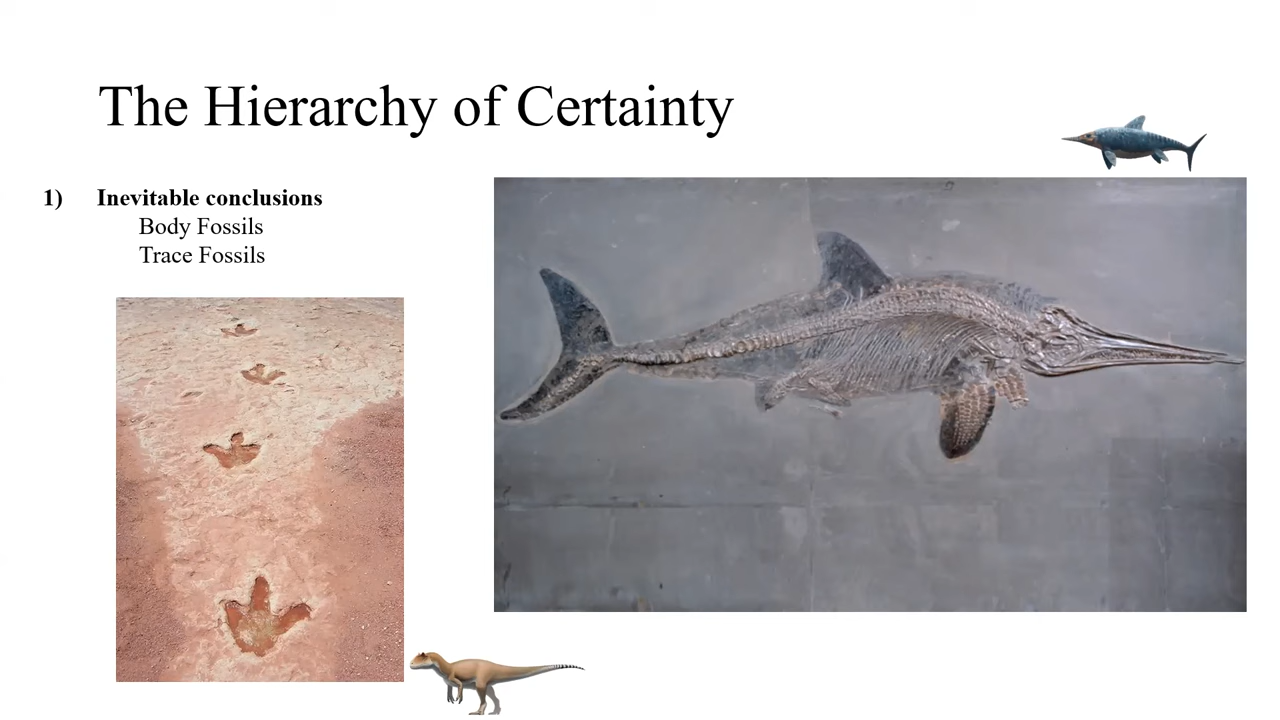 The Hierarchy of Certainty
1) Inevitable conclusions
Body Fossils
Trace Fossils